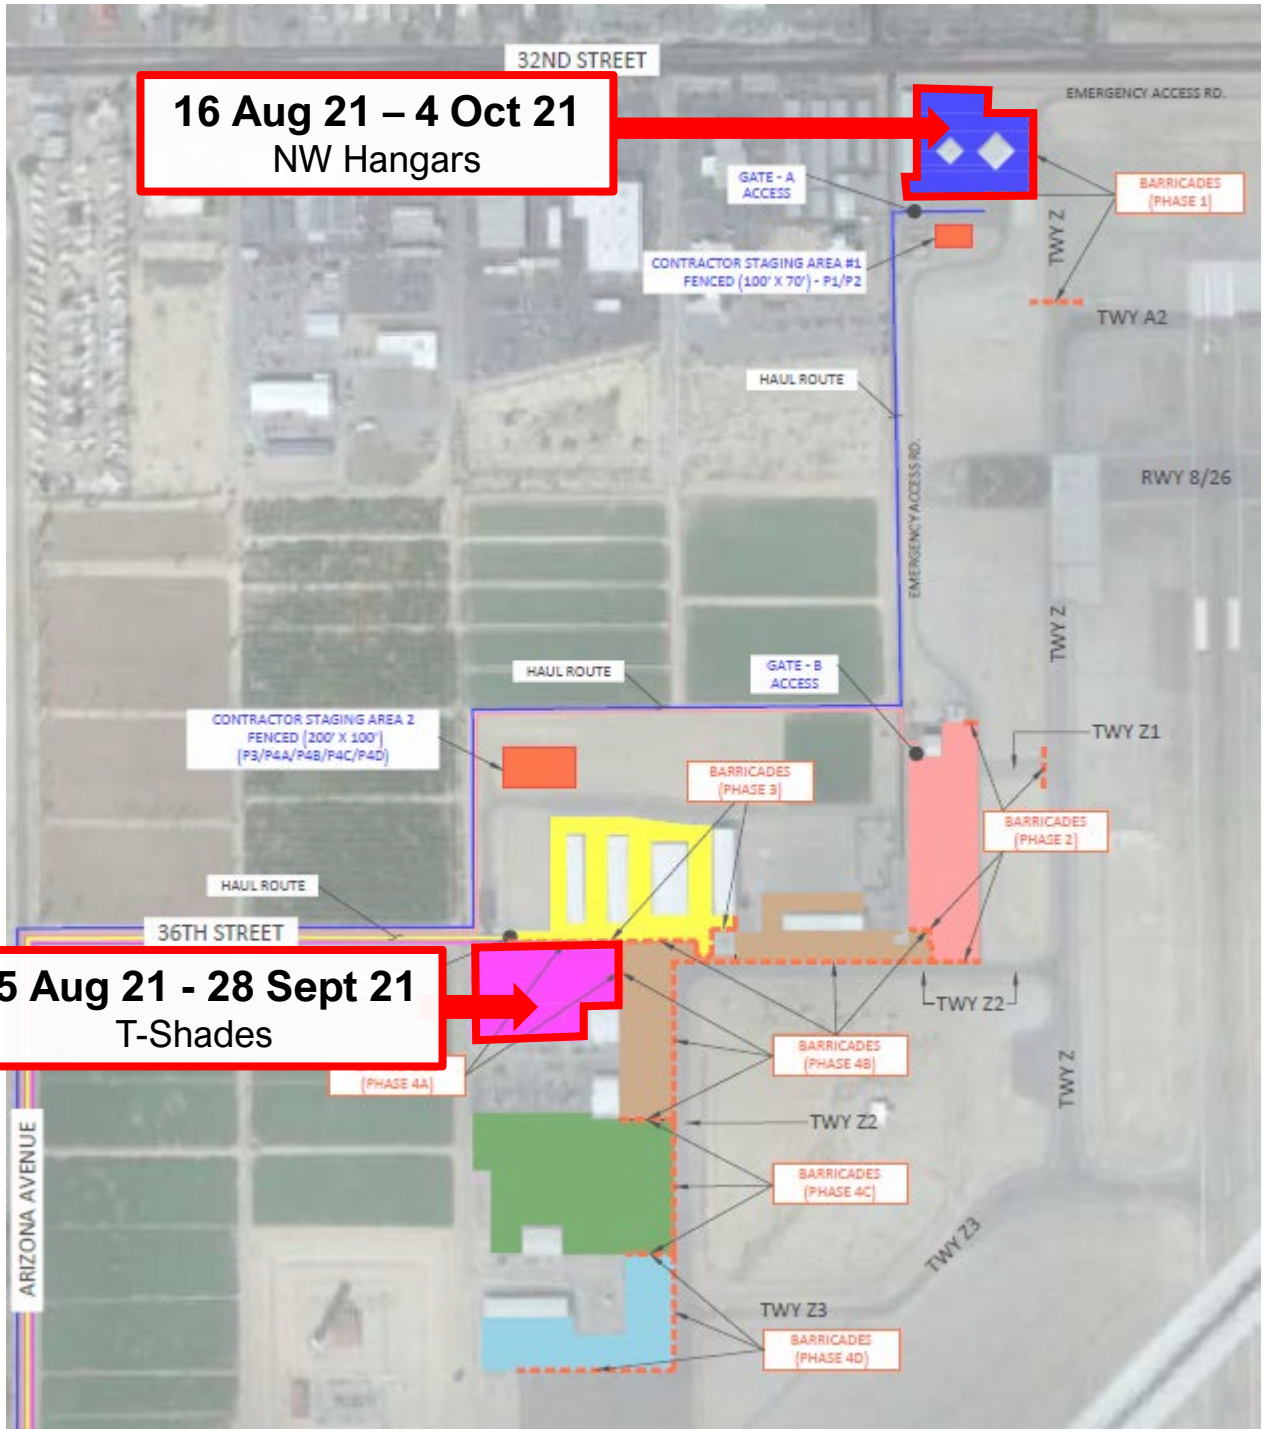 32ND STREET
16 Aug 21 – 4 Oct 21
NW Hangars
EMERGENCY ACCESS RD.
GATE - A
ACCESS
BARRICADES
(PHASE 1)
TWY Z
CONTRACTOR STAGING AREA #1
FENCED (100' X 70') - P1/P2
TWY A2
HAUL ROUTE
EMERGENCY ACCESS RD.
RWY 8/26
TWY Z
HAUL ROUTE
GATE - B
ACCESS
CONTRACTOR STAGING AREA 2
FENCED (200' X 100')
(P3/P4A/P4B/P4C/P4D)
TWY Z1
BARRICADES
(PHASE 3)
BARRICADES
(PHASE 2)
HAUL ROUTE
36TH STREET
5 Aug 21 - 28 Sept 21
T-Shades
TWY Z2
BARRICADES
(PHASE 4B)
(PHASE 4A)
TWY Z
TWY Z2
ARIZONA AVENUE
BARRICADES
(PHASE 4C)
TWY Z3
TWY Z3
BARRICADES
(PHASE 4D)